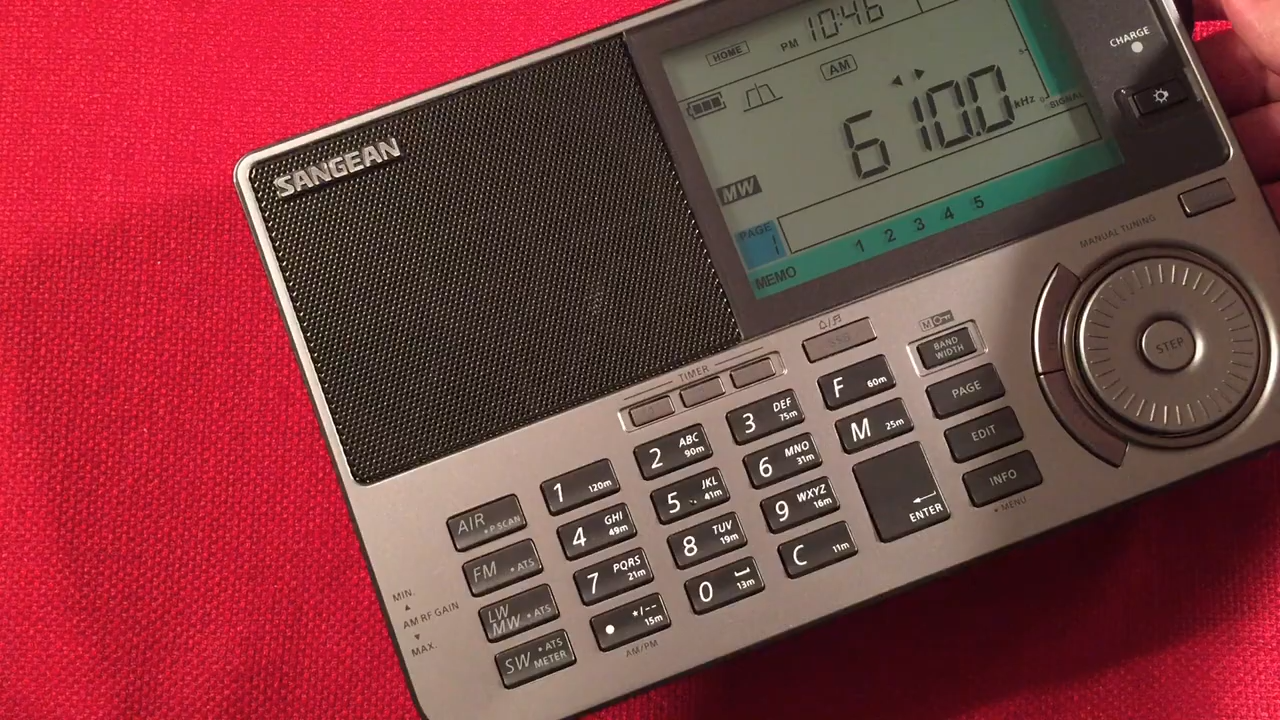 SANGEAN
HOME
PM 10:46
AM
610.0 kHz
SIGNAL
MW
PAGE
1
MEMO
1 2 3 4 5
CHARGE
MANUAL TUNING
STEP
TIMER
SSB
BAND
WIDTH
PAGE
EDIT
INFO
MENU
F 60m
M 25m
ENTER
1 120m
2 ABC 90m
3 DEF 75m
4 GHI 49m
5 JKL 41m
6 MNO 31m
7 PQRS 21m
8 TUV 19m
9 WXYZ 16m
C 11m
0 13m
*/-- 15m
AM/PM
AIR • P.SCAN
FM • ATS
LW
MW • ATS
SW • ATS
METER
MIN.
AM RF GAIN
MAX.